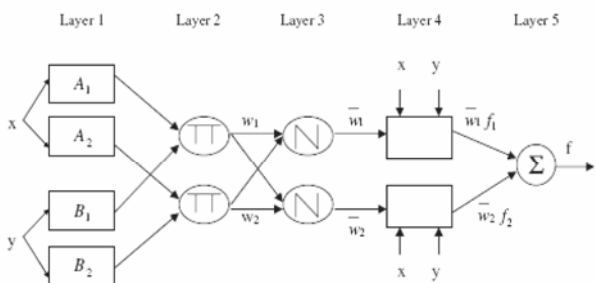 Layer 1 Layer 2 Layer 3 Layer 4 Layer 5
x y
A₁
w₁ w̅1 w̅1 f₁
x A₂ ∏ N f
Σ
B₁ ∏ N
y w₂ w̅₂ w̅₂ f₂
B₂
x y